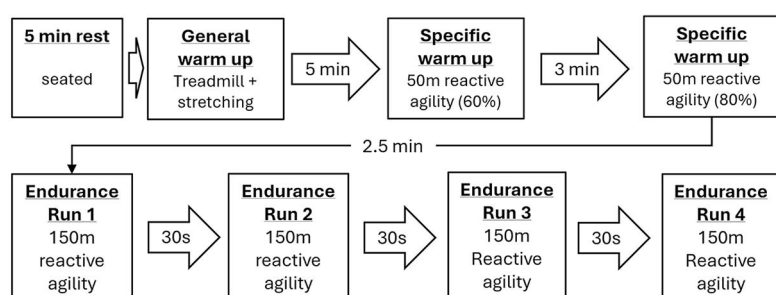 5 min rest
seated
General
warm up
Treadmill +
stretching
5 min
Specific
warm up
50m reactive
agility (60%)
3 min
Specific
warm up
50m reactive
agility (80%)
2.5 min
Endurance
Run 1
150m
reactive
agility
30s
Endurance
Run 2
150m
reactive
agility
30s
Endurance
Run 3
150m
Reactive
agility
30s
Endurance
Run 4
150m
Reactive
agility